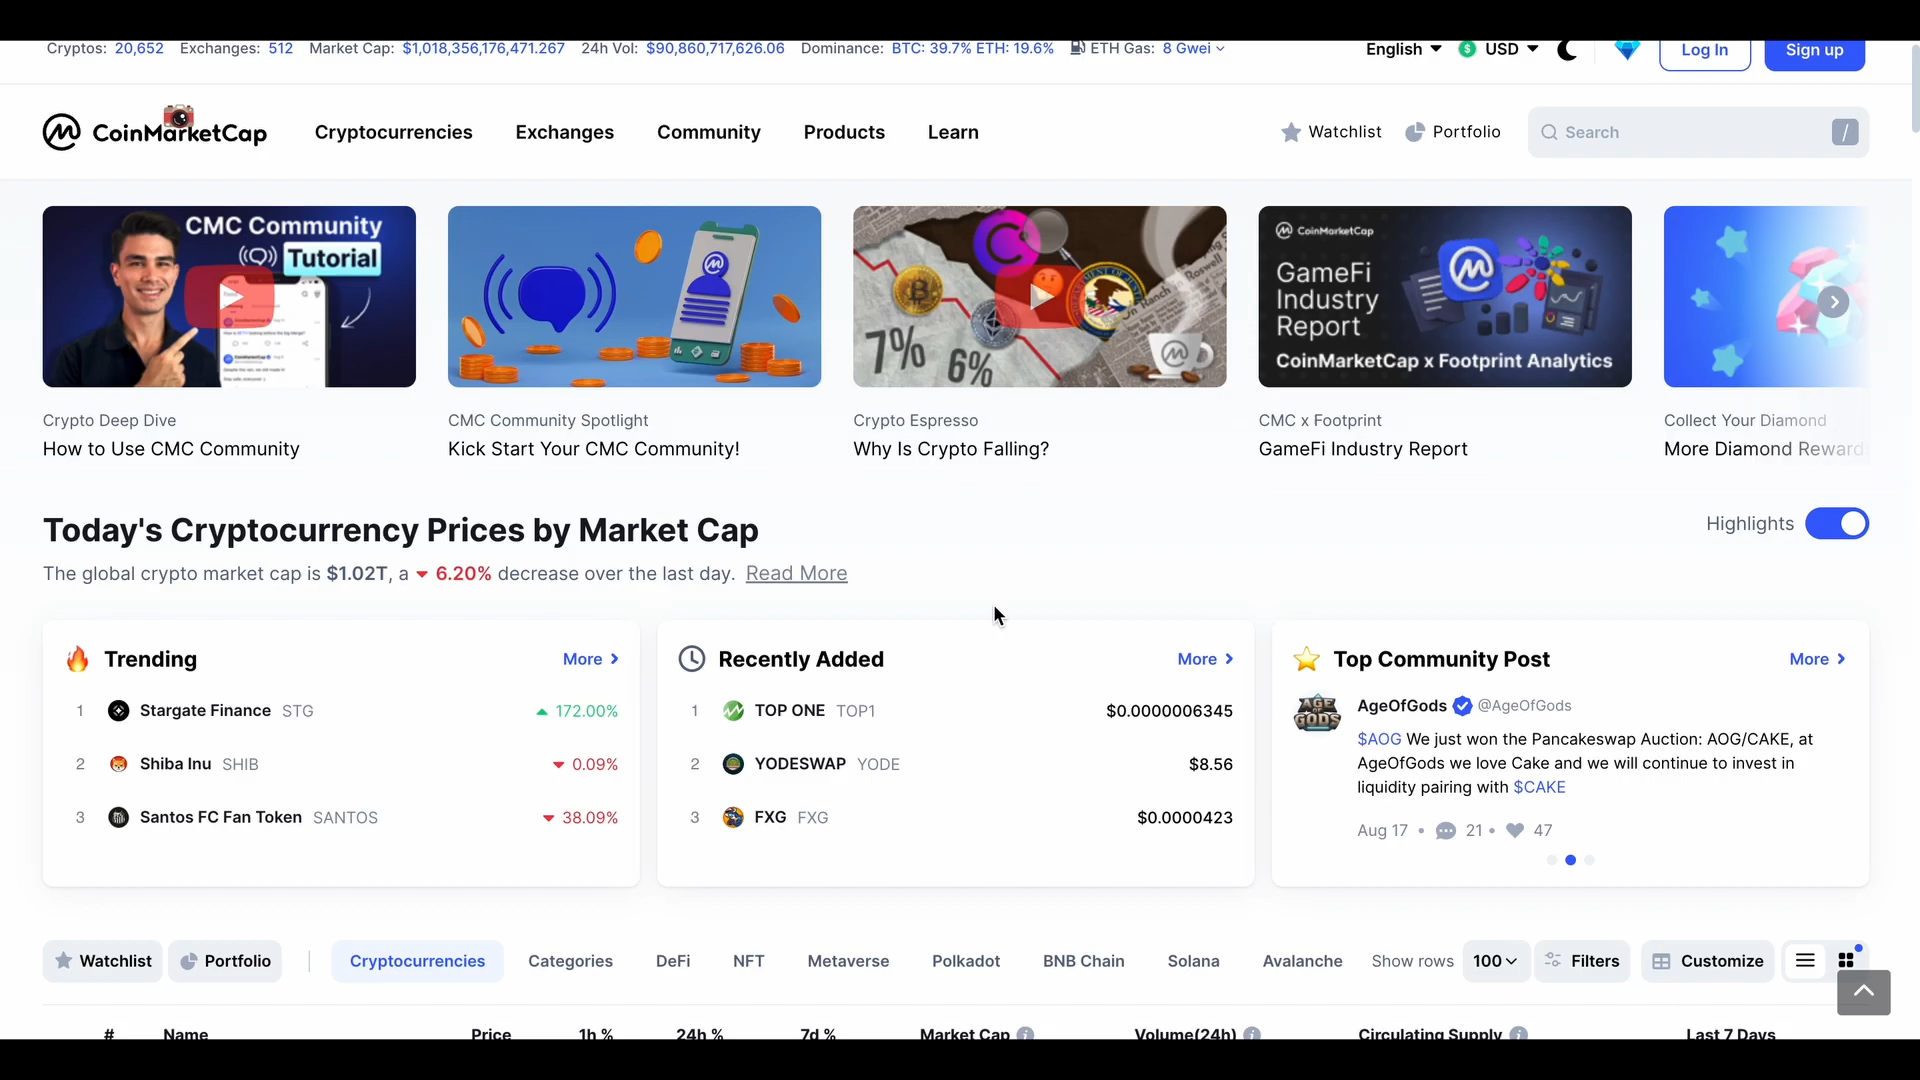 Cryptos: 20,652 Exchanges: 512 Market Cap: $1,018,356,176,471.267 24h Vol: $90,860,717,626.06 Dominance: BTC: 39.7% ETH: 19.6% ETH Gas: 8 Gwei
English USD Log In Sign up
CoinMarketCap Cryptocurrencies Exchanges Community Products Learn Watchlist Portfolio Search /
CMC Community
Tutorial
7% 6%
Ranch
Roswell
CoinMarketCap
GameFi
Industry
Report
CoinMarketCap x Footprint Analytics
Crypto Deep Dive
How to Use CMC Community
CMC Community Spotlight
Kick Start Your CMC Community!
Crypto Espresso
Why Is Crypto Falling?
CMC x Footprint
GameFi Industry Report
Collect Your Diamond
More Diamond Reward
Today's Cryptocurrency Prices by Market Cap
Highlights
The global crypto market cap is $1.02T, a 6.20% decrease over the last day. Read More
Trending More
1 Stargate Finance STG 172.00%
2 Shiba Inu SHIB 0.09%
3 Santos FC Fan Token SANTOS 38.09%
Recently Added More
1 TOP ONE TOP1 $0.0000006345
2 YODESWAP YODE $8.56
3 FXG FXG $0.0000423
Top Community Post More
AGE OF GODS
AgeOfGods @AgeOfGods
$AOG We just won the Pancakeswap Auction: AOG/CAKE, at
AgeOfGods we love Cake and we will continue to invest in
liquidity pairing with $CAKE
Aug 17 • 21 • 47
Watchlist Portfolio Cryptocurrencies Categories DeFi NFT Metaverse Polkadot BNB Chain Solana Avalanche Show rows 100 Filters Customize
# Name Price 1h % 24h % 7d % Market Cap Volume(24h) Circulating Supply Last 7 Days